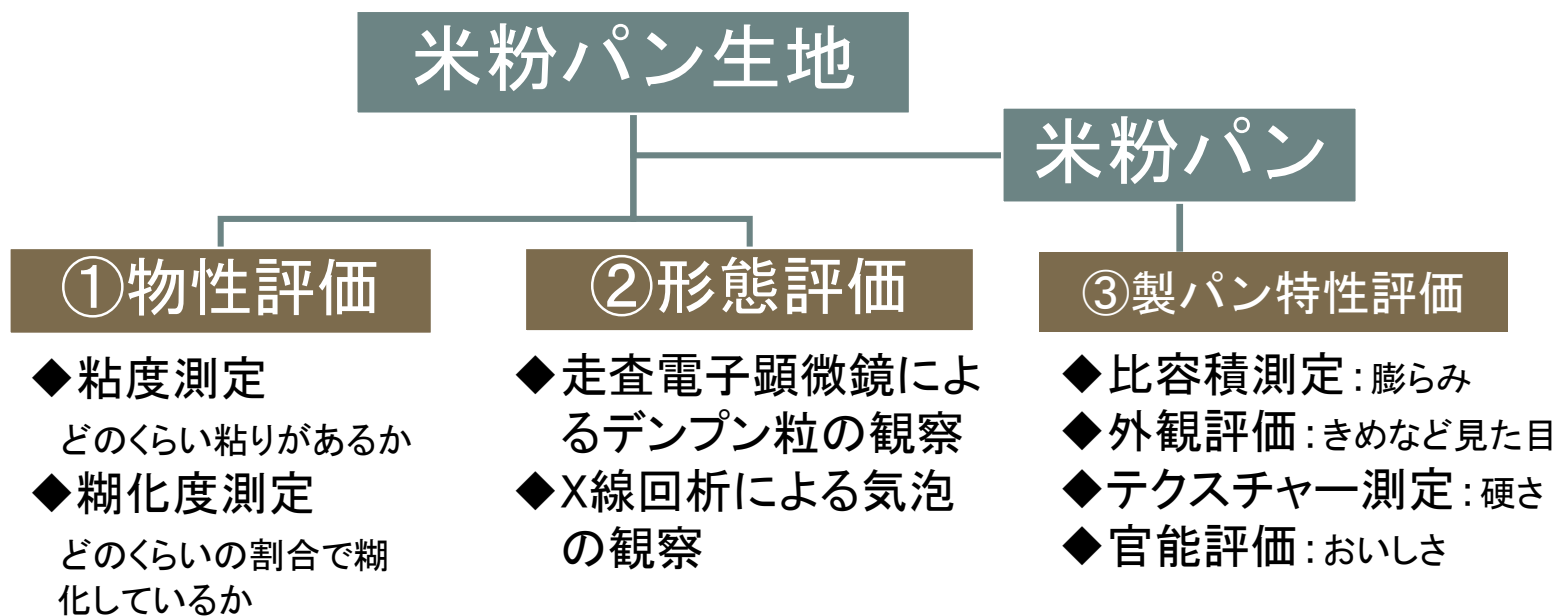 米粉パン生地
米粉パン
①物性評価
◆粘度測定
どのくらい粘りがあるか
◆糊化度測定
どのくらいの割合で糊
化しているか
②形態評価
◆走査電子顕微鏡によ
るデンプン粒の観察
◆X線回析による気泡
の観察
③製パン特性評価
◆比容積測定:膨らみ
◆外観評価:きめなど見た目
◆テクスチャー測定:硬さ
◆官能評価:おいしさ